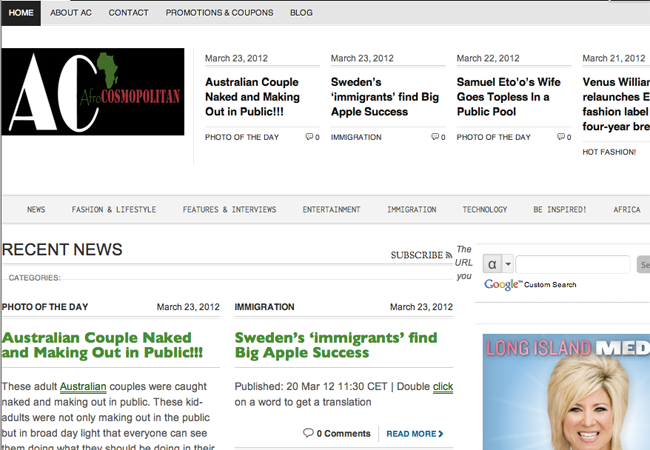 HOME ABOUT AC CONTACT PROMOTIONS & COUPONS BLOG
AC
AfroCOSMOPOLITAN
March 23, 2012
Australian Couple
Naked and Making
Out in Public!!!
PHOTO OF THE DAY 0
March 23, 2012
Sweden's
‘immigrants’ find Big
Apple Success
IMMIGRATION 0
March 22, 2012
Samuel Eto’o’s Wife
Goes Topless In a
Public Pool
PHOTO OF THE DAY 0
March 21, 2012
Venus Willian
relaunches E
fashion label
four-year bre
HOT FASHION!
NEWS FASHION & LIFESTYLE FEATURES & INTERVIEWS ENTERTAINMENT IMMIGRATION TECHNOLOGY BE INSPIRED! AFRICA
RECENT NEWS
SUBSCRIBE
CATEGORIES:
PHOTO OF THE DAY March 23, 2012
Australian Couple Naked
and Making Out in Public!!!
These adult Australian couples were caught
naked and making out in public. These kid-
adults were not only making out in the public
but in broad day light that everyone can see
them doing what they should be doing in their
IMMIGRATION March 23, 2012
Sweden’s ‘immigrants’ find
Big Apple Success
Published: 20 Mar 12 11:30 CET | Double click
on a word to get a translation
0 Comments READ MORE
The
URL
you
α
Se
Google™ Custom Search
LONG ISLAND MED